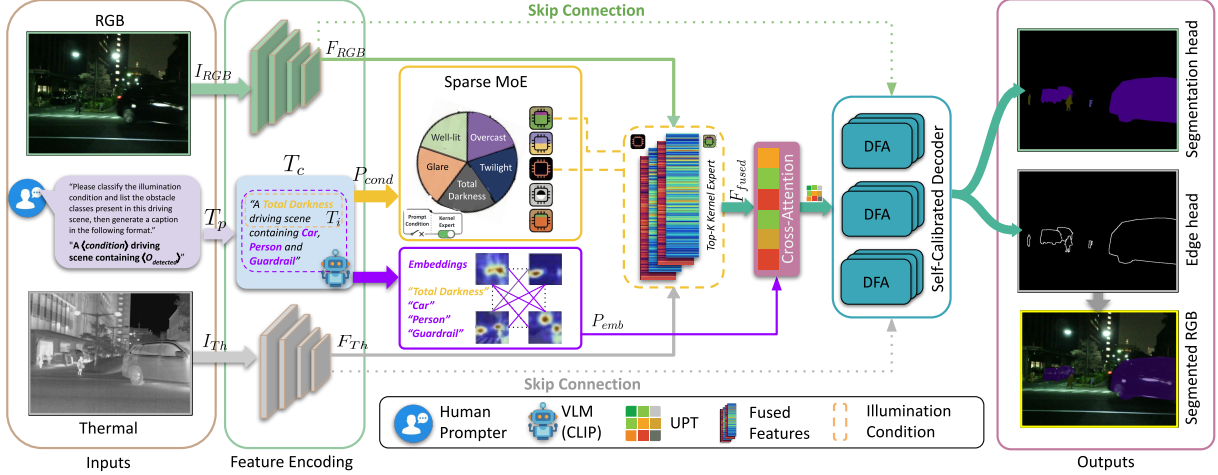 RGB
I_RGB
F_RGB
Skip Connection
Sparse MoE
Well-lit
Overcast
Glare
Twilight
Total
Darkness
Prompt
Condition
Kernel
Expert
"Please classify the illumination
condition and list the obstacle
classes present in this driving
scene, then generate a caption
in the following format."
"A {condition} driving
scene containing {O_detected}"
T_p
T_c
"A Total Darkness
driving scene
T_i
containing Car,
Person and
Guardrail"
P_cond
Embeddings
"Total Darkness"
"Car"
"Person"
"Guardrail"
P_emb
Top-K Kernel Expert
F_fused
Cross-Attention
DFA
DFA
DFA
Self-Calibrated Decoder
Segmentation head
Edge head
Segmented RGB
I_Th
F_Th
Skip Connection
Thermal
Human
Prompter
VLM
(CLIP)
UPT
Fused
Features
Illumination
Condition
Inputs
Feature Encoding
Outputs